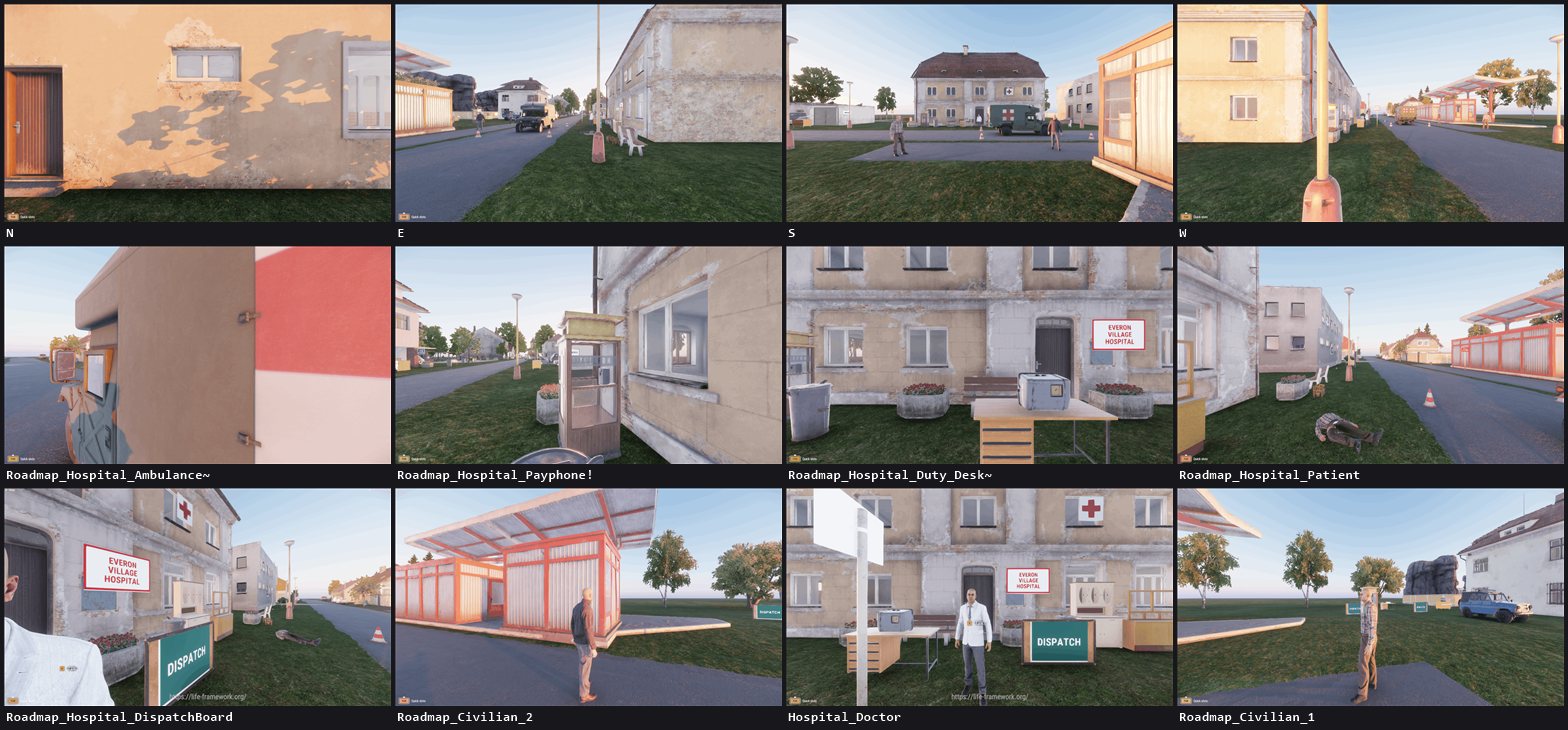 N
E
S
W
Roadmap_Hospital_Ambulance~
Roadmap_Hospital_Payphone!
EVERON
VILLAGE
HOSPITAL
Roadmap_Hospital_Duty_Desk~
Roadmap_Hospital_Patient
EVERON
VILLAGE
HOSPITAL
DISPATCH
https://life-framework.org/
Roadmap_Hospital_DispatchBoard
DISPATCH
Roadmap_Civilian_2
EVERON
VILLAGE
HOSPITAL
DISPATCH
https://life-framework.org/
Hospital_Doctor
Roadmap_Civilian_1